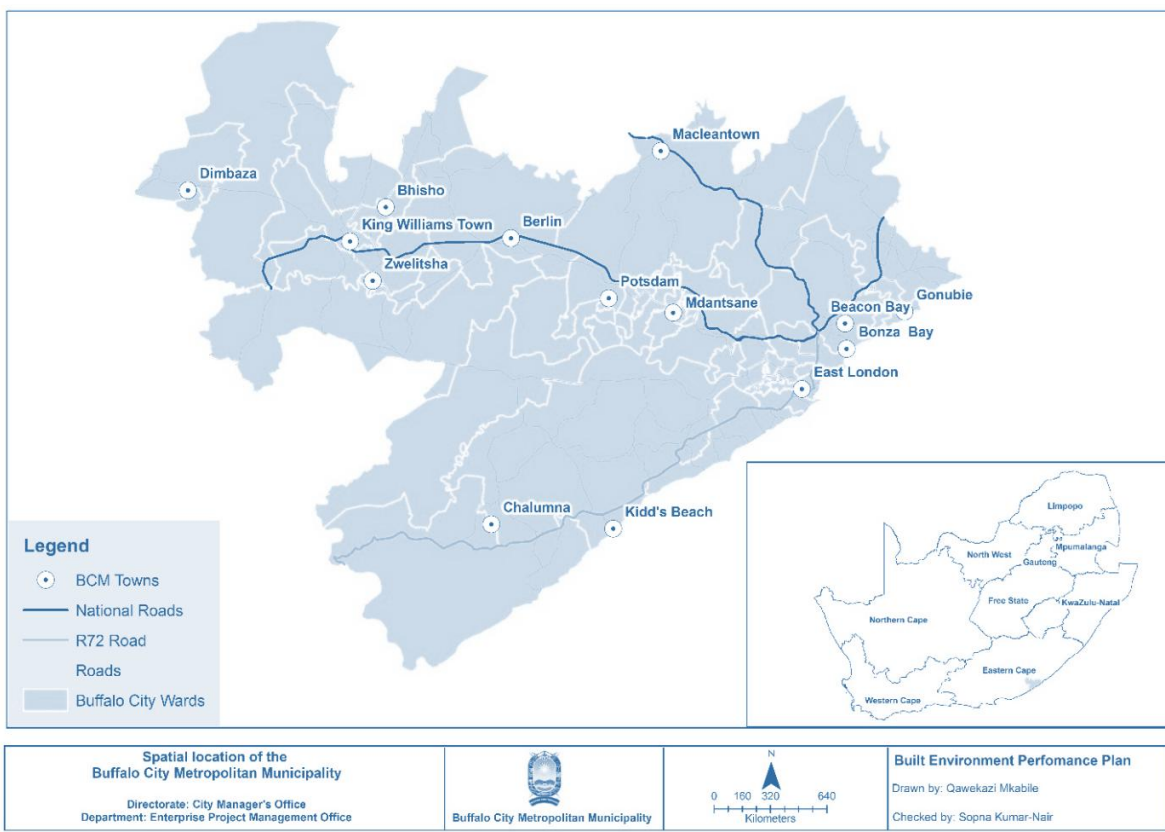 Macleantown
Dimbaza
Bhisho
King Williams Town
Berlin
Zwelitsha
Potsdam
Mdantsane
Gonubie
Beacon Bay
Bonza Bay
East London
Chalumna
Kidd's Beach
Legend
BCM Towns
National Roads
R72 Road
Roads
Buffalo City Wards
Limpopo
North West
Mpumalanga
Gautong
Free State
KwaZulu-Natal
Northern Cape
Eastern Cape
Western Cape
Spatial location of the
Buffalo City Metropolitan Municipality
Directorate: City Manager's Office
Department: Enterprise Project Management Office
Buffalo City Metropolitan Municipality
N
0 160 320 640
Kilometers
Built Environment Perfomance Plan
Drawn by: Qawekazi Mkabile
Checked by: Sopna Kumar-Nair